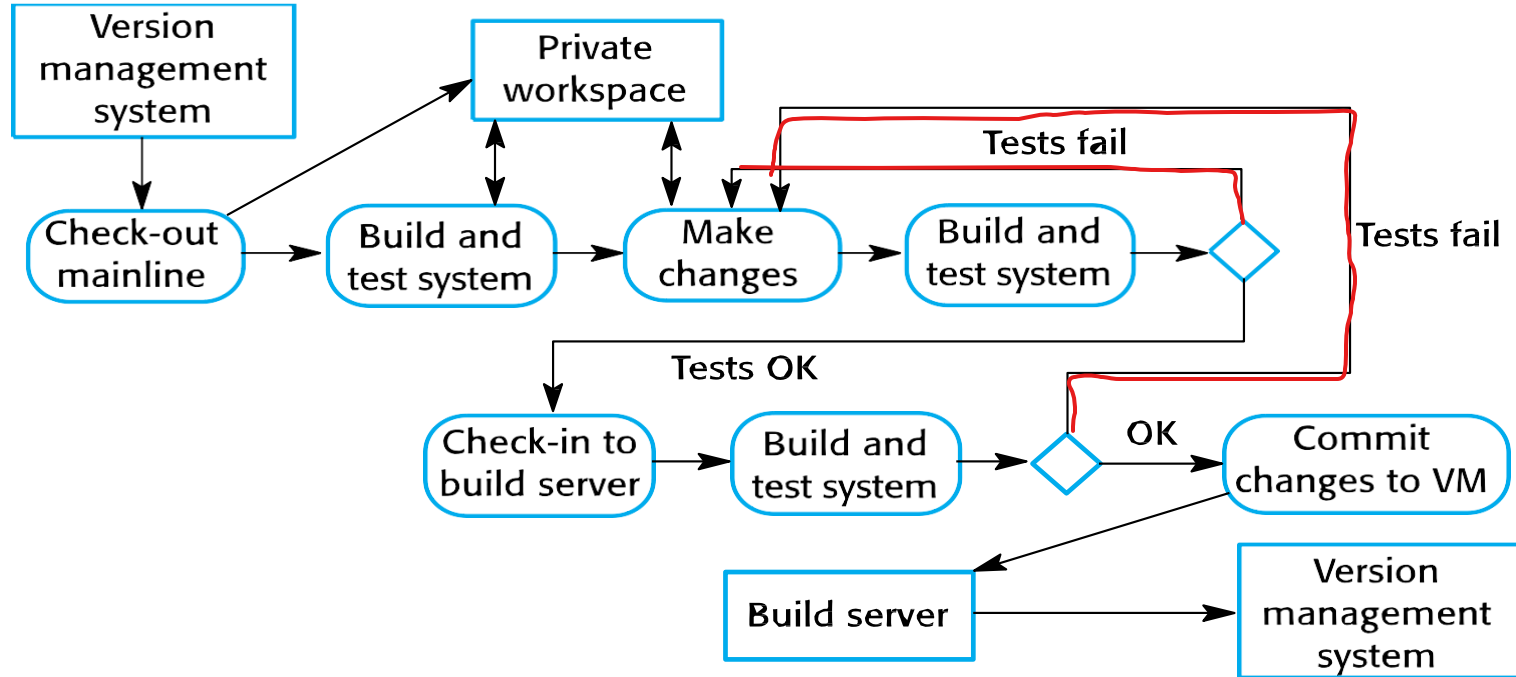 Version
management
system
Private
workspace
Tests fail
Check-out
mainline
Build and
test system
Make
changes
Build and
test system
Tests fail
Tests OK
Check-in to
build server
Build and
test system
OK
Commit
changes to VM
Build server
Version
management
system